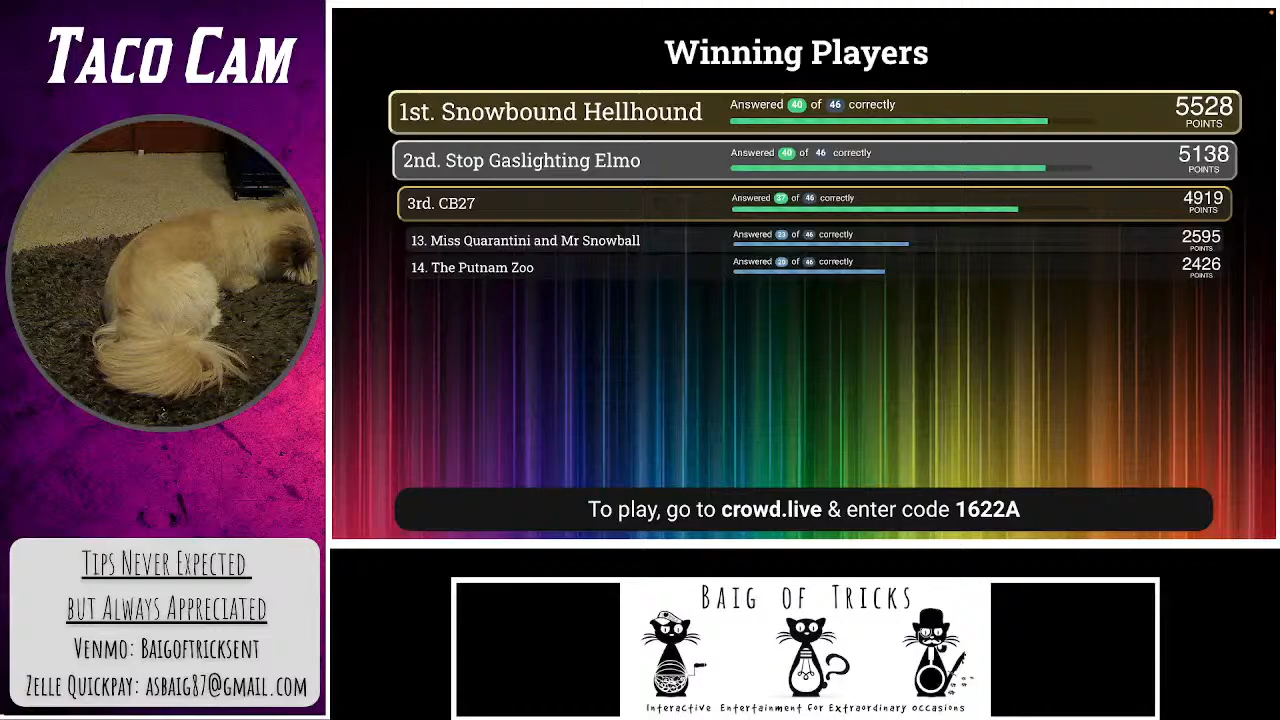 TACO CAM
Winning Players
1st. Snowbound Hellhound Answered 40 of 46 correctly 5528 POINTS
2nd. Stop Gaslighting Elmo Answered 40 of 46 correctly 5138 POINTS
3rd. CB27 Answered 37 of 46 correctly 4919 POINTS
13. Miss Quarantini and Mr Snowball Answered 23 of 46 correctly 2595 POINTS
14. The Putnam Zoo Answered 20 of 46 correctly 2426 POINTS
To play, go to crowd.live & enter code 1622A
TIPS NEVER EXPECTED
BUT ALWAYS APPRECIATED
VENMO: BAIGOFTRICKSENT
ZELLE QUICKPAY: ASBAIG87@GMAIL.COM
BAIG OF TRICKS
Interactive Entertainment for Extraordinary occasions